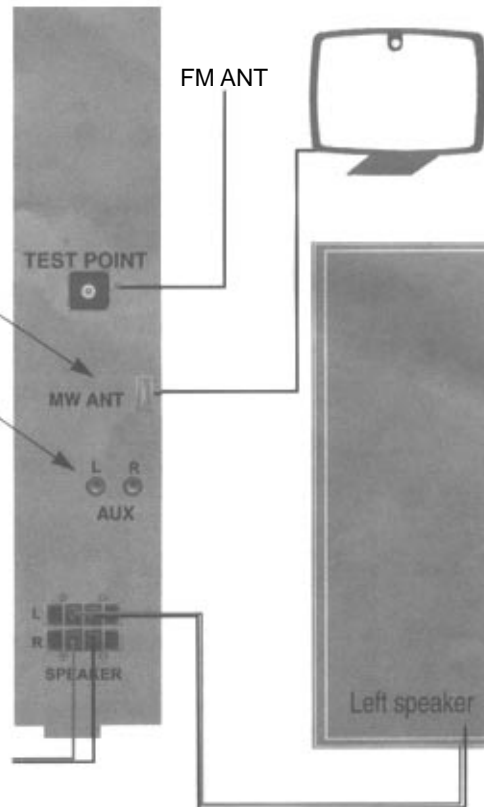 FM ANT
TEST POINT
MW ANT
L R
AUX
L
R
SPEAKER
Left speaker